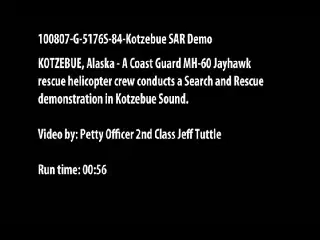 100807-G-5176S-84-Kotzebue SAR Demo
KOTZEBUE, Alaska - A Coast Guard MH-60 Jayhawk
rescue helicopter crew conducts a Search and Rescue
demonstration in Kotzebue Sound.
Video by: Petty Officer 2nd Class Jeff Tuttle
Run time: 00:56